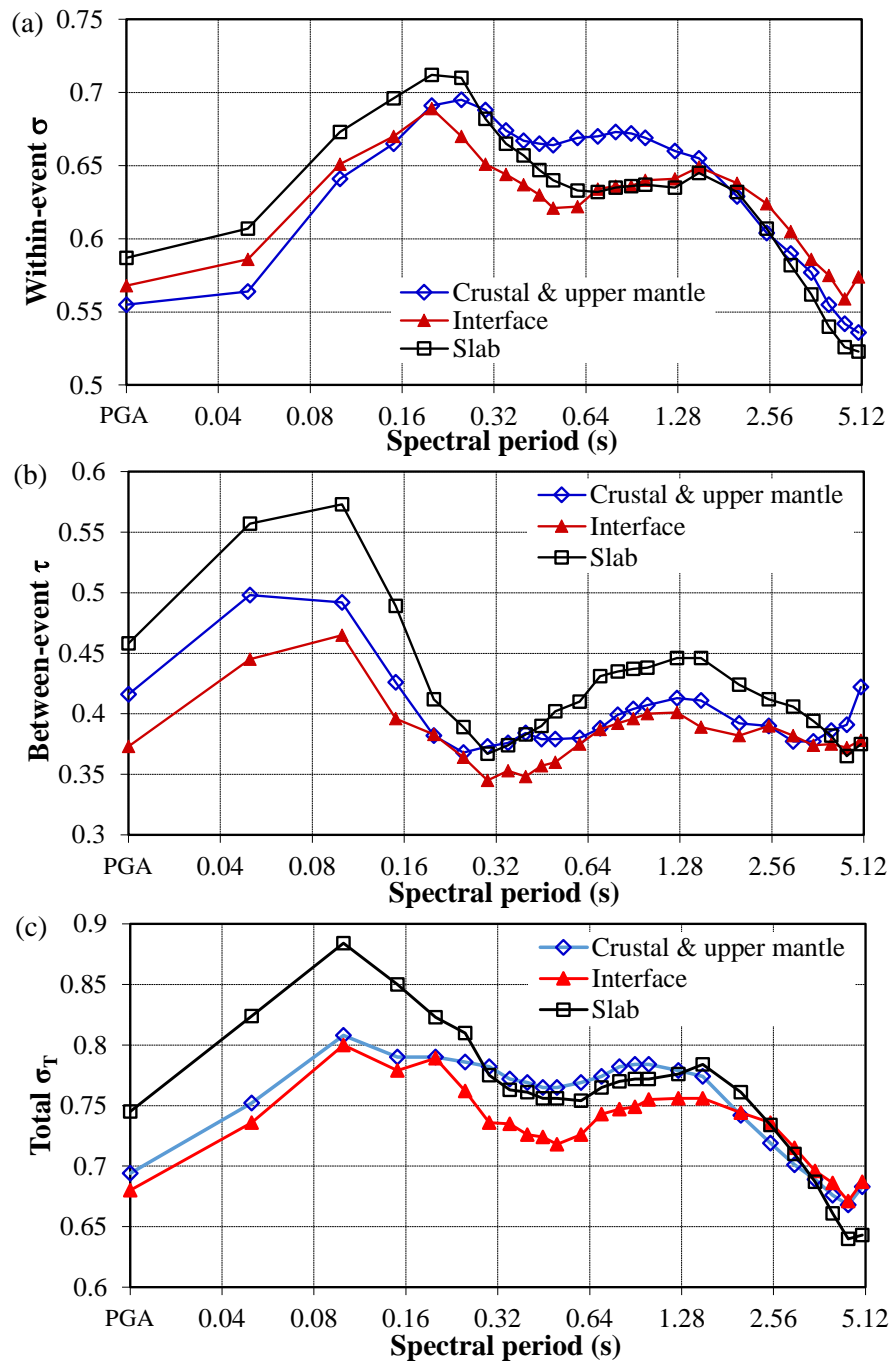 (a)
0.75
0.7
0.65
0.6
0.55
0.5
Within-event σ
Crustal & upper mantle
Interface
Slab
PGA 0.04 0.08 0.16 0.32 0.64 1.28 2.56 5.12
Spectral period (s)
(b)
0.6
0.55
0.5
0.45
0.4
0.35
0.3
Between-event τ
Crustal & upper mantle
Interface
Slab
PGA 0.04 0.08 0.16 0.32 0.64 1.28 2.56 5.12
Spectral period (s)
(c)
0.9
0.85
0.8
0.75
0.7
0.65
0.6
Total σT
Crustal & upper mantle
Interface
Slab
PGA 0.04 0.08 0.16 0.32 0.64 1.28 2.56 5.12
Spectral period (s)